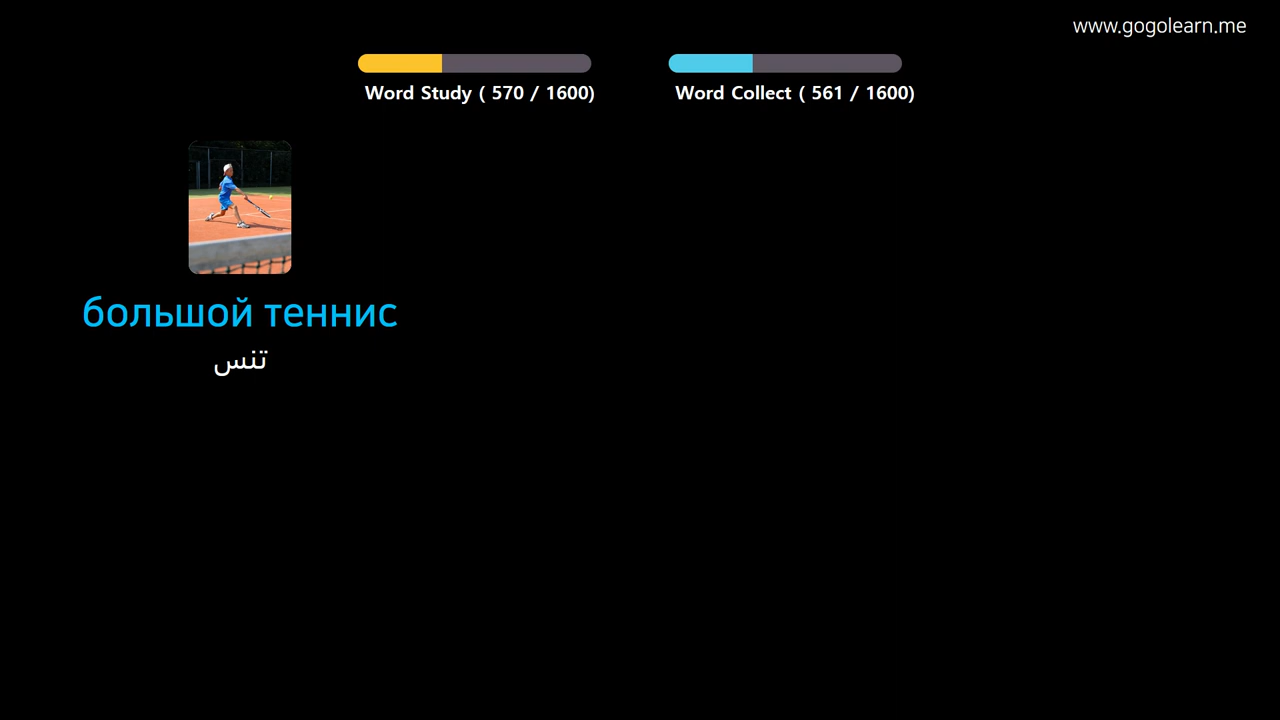 www.gogolearn.me
Word Study ( 570 / 1600)
Word Collect ( 561 / 1600)
большой теннис
تنس